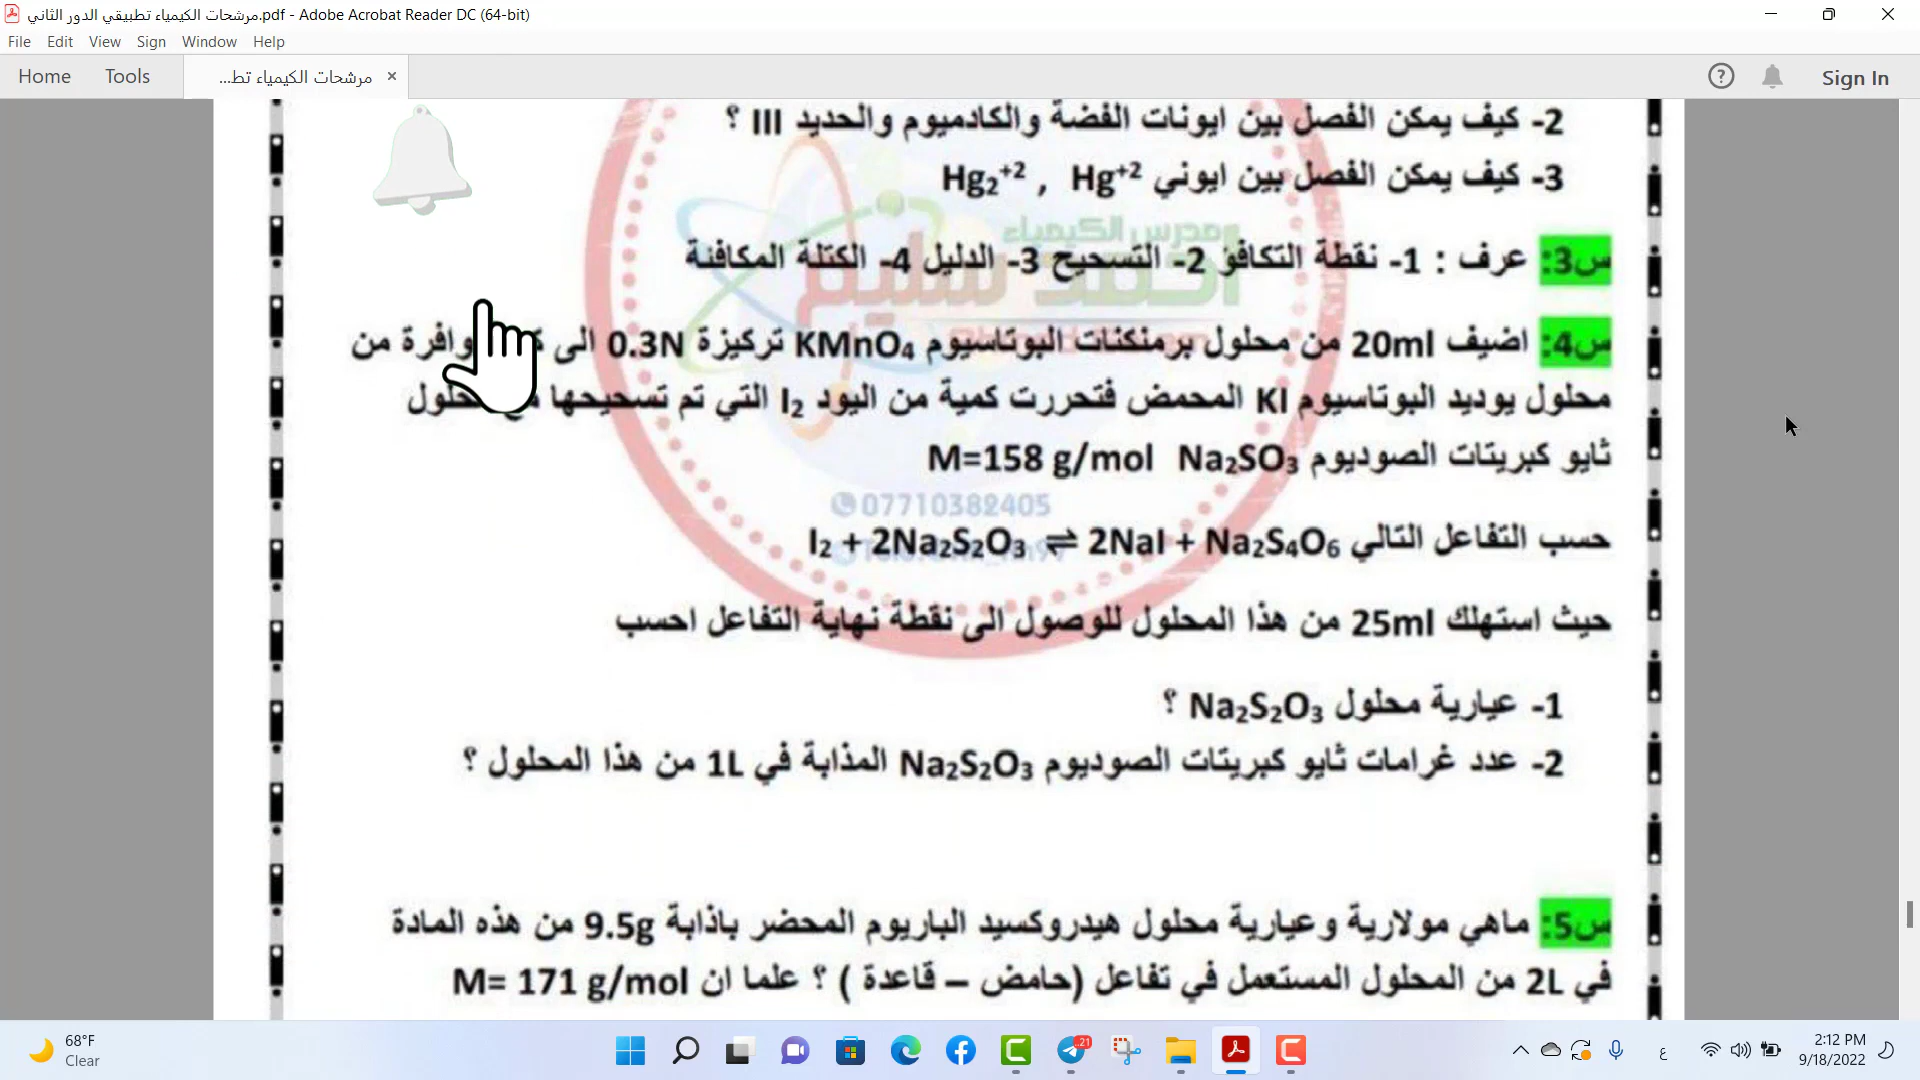 مرشحات الكيمياء تطبيقي الدور الثاني.pdf - Adobe Acrobat Reader DC (64-bit)
File Edit View Sign Window Help
Home Tools مرشحات الكيمياء تط... × Sign In
2- كيف يمكن الفصل بين ايونات الفضة والكادميوم والحديد III ؟
3- كيف يمكن الفصل بين ايوني Hg⁺² , Hg₂⁺²
مدرس الكيمياء
احمد سليم
س3: عرف : 1- نقطة التكافؤ 2- التسحيح 3- الدليل 4- الكتلة المكافئة
س4: اضيف 20ml من محلول برمنكنات البوتاسيوم KMnO₄ تركيزة 0.3N الى وافرة من
محلول يوديد البوتاسيوم KI المحمض فتحررت كمية من اليود I₂ التي تم تسحيحها
ثايو كبريتات الصوديوم Na₂SO₃ M=158 g/mol
07710382405
حسب التفاعل التالي I₂ + 2Na₂S₂O₃ ⇌ 2NaI + Na₂S₄O₆
حيث استهلك 25ml من هذا المحلول للوصول الى نقطة نهاية التفاعل احسب
1- عيارية محلول Na₂S₂O₃ ؟
2- عدد غرامات ثايو كبريتات الصوديوم Na₂S₂O₃ المذابة في 1L من هذا المحلول ؟
س5: ماهي مولارية وعيارية محلول هيدروكسيد الباريوم المحضر باذابة 9.5g من هذه المادة
في 2L من المحلول المستعمل في تفاعل (حامض – قاعدة ) ؟ علما ان M= 171 g/mol
68°F
Clear
21
ع
2:12 PM
9/18/2022